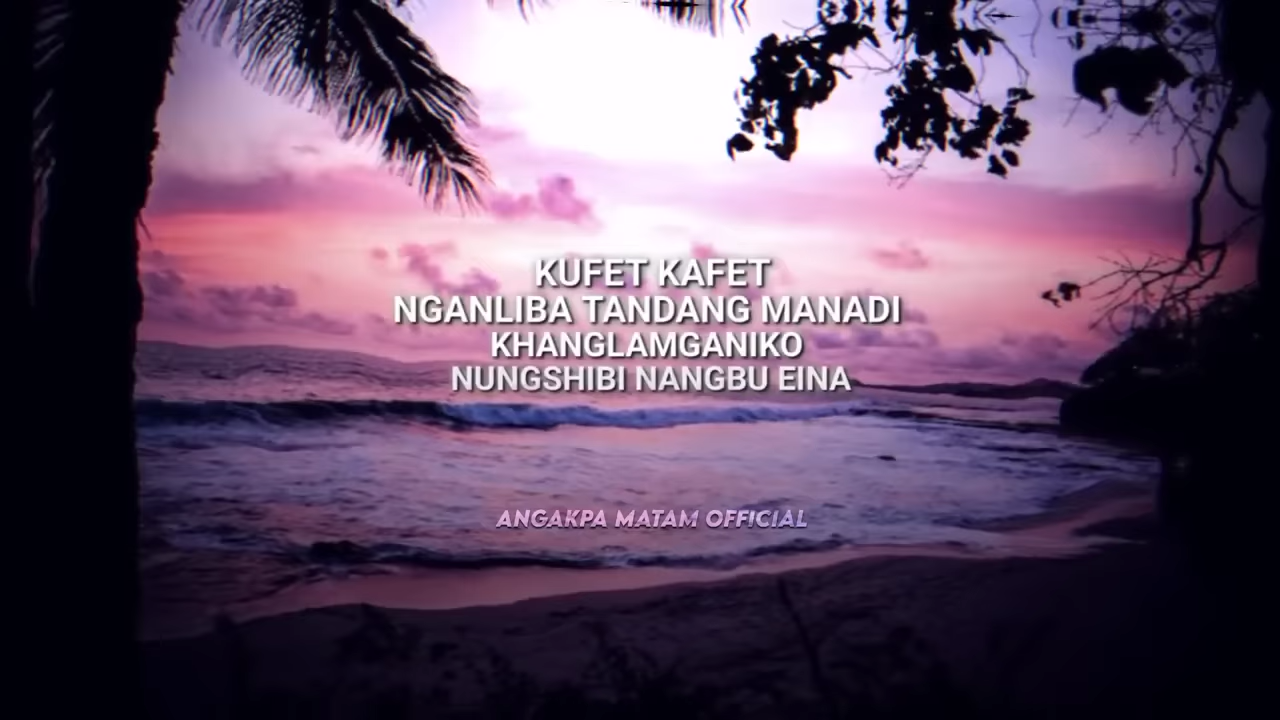 KUFET KAFET
NGANLIBA TANDANG MANADI
KHANGLAMGANIKO
NUNGSHIBI NANGBU EINA
ANGAKPA MATAM OFFICIAL